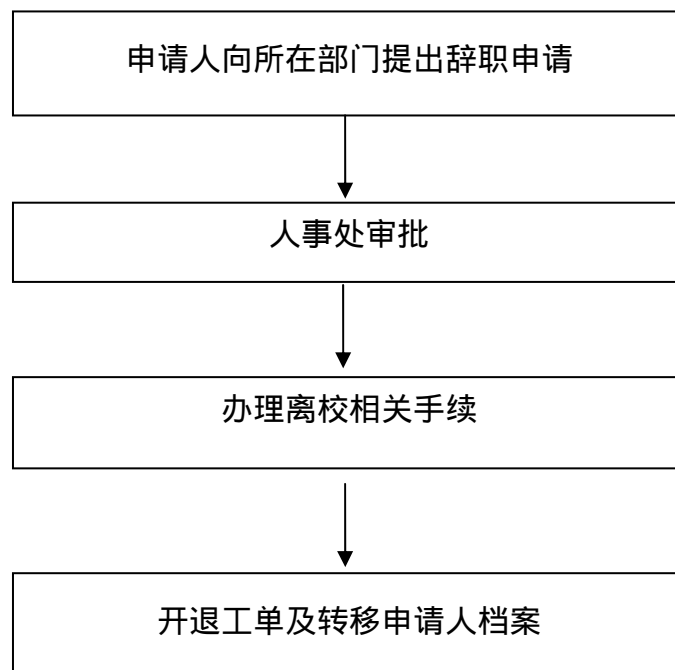 申请人向所在部门提出辞职申请
人事处审批
办理离校相关手续
开退工单及转移申请人档案